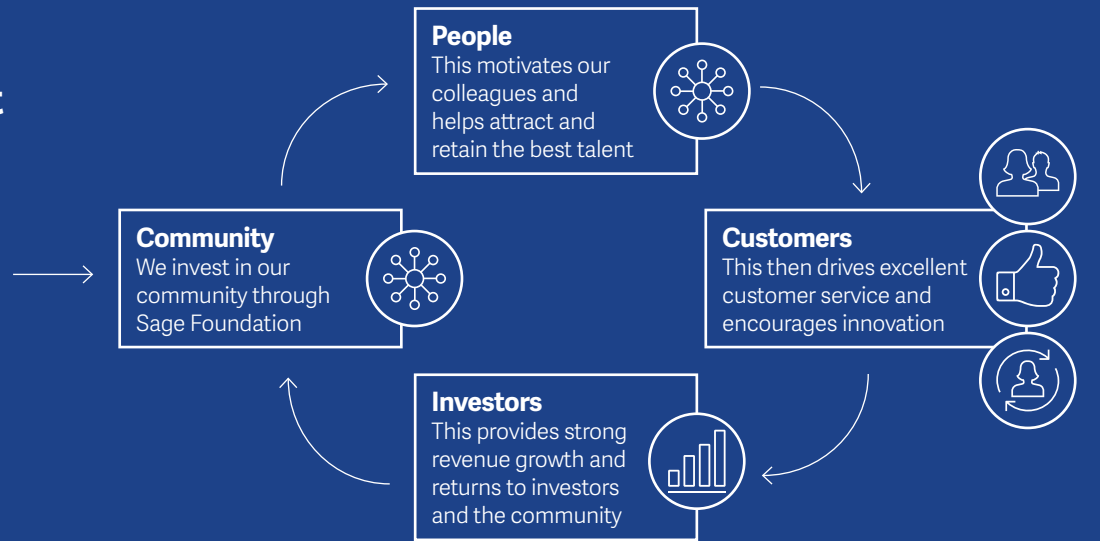 People
This motivates our
colleagues and
helps attract and
retain the best talent
Community
We invest in our
community through
Sage Foundation
Customers
This then drives excellent
customer service and
encourages innovation
Investors
This provides strong
revenue growth and
returns to investors
and the community